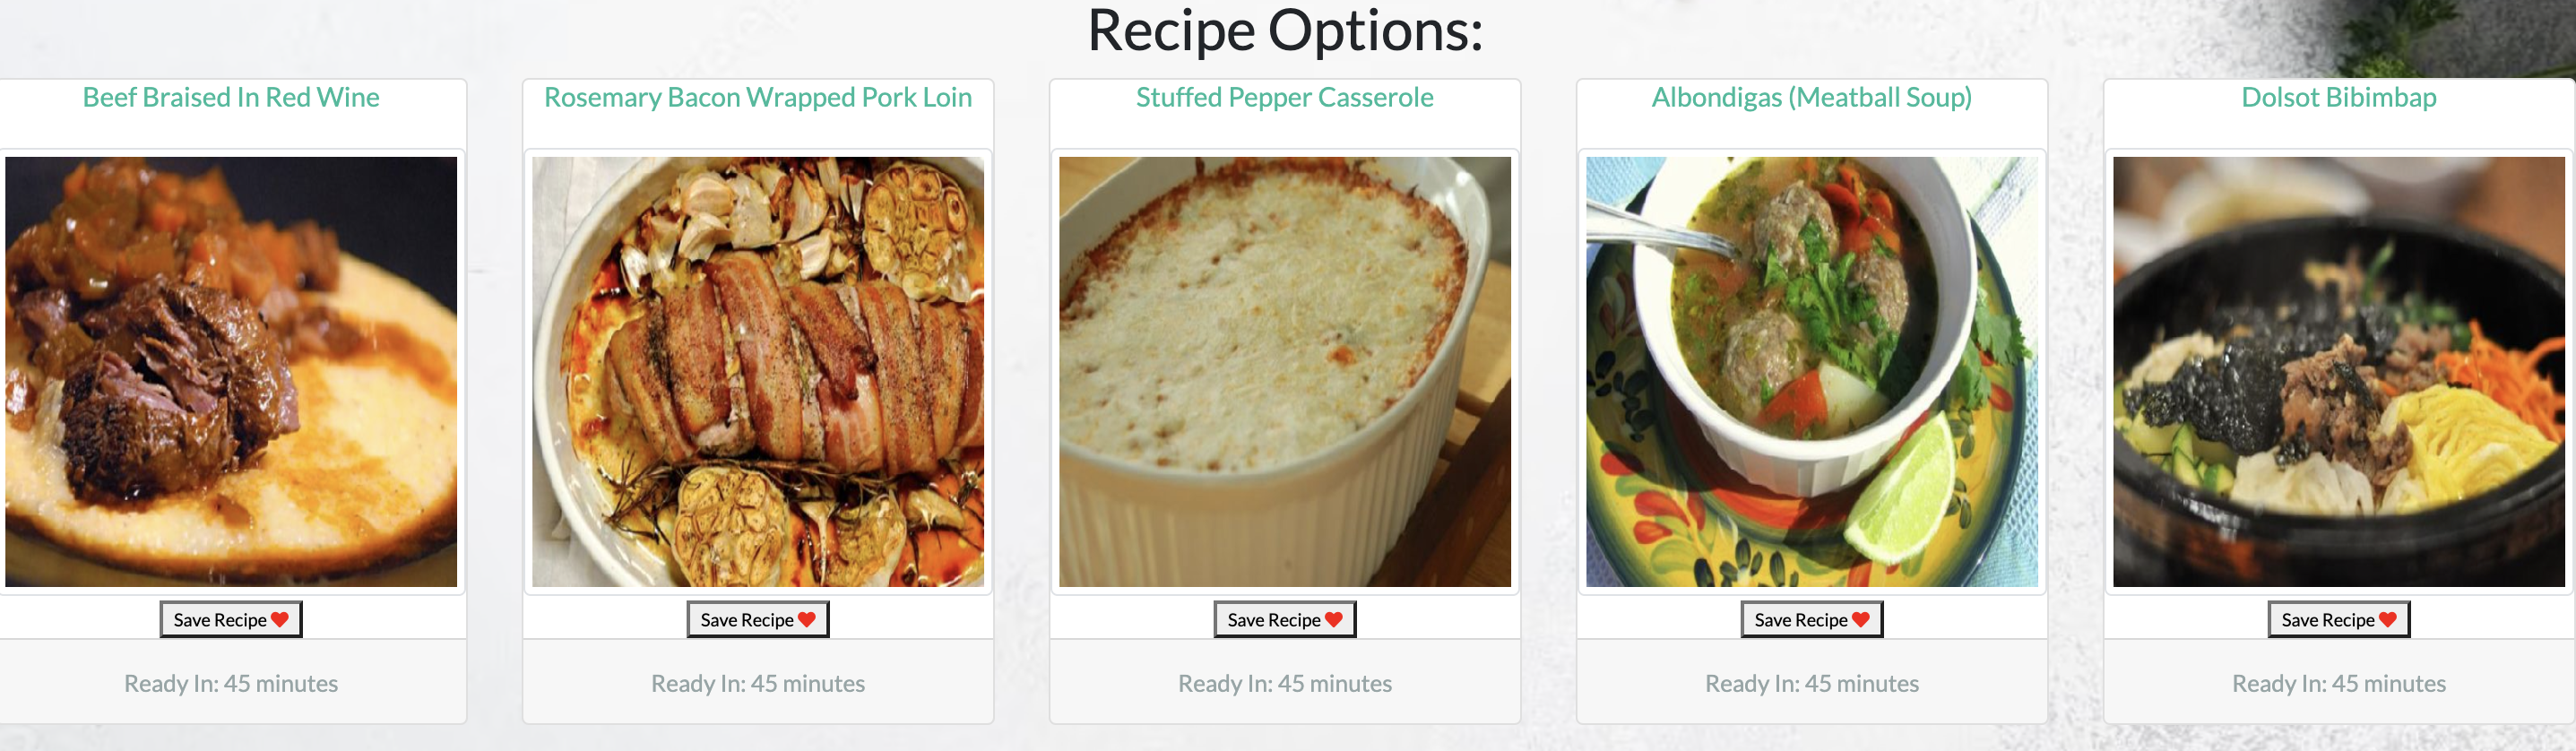 Recipe Options:
Beef Braised In Red Wine
Rosemary Bacon Wrapped Pork Loin
Stuffed Pepper Casserole
Albondigas (Meatball Soup)
Dolsot Bibimbap
Save Recipe ❤
Save Recipe ❤
Save Recipe ❤
Save Recipe ❤
Save Recipe ❤
Ready In: 45 minutes
Ready In: 45 minutes
Ready In: 45 minutes
Ready In: 45 minutes
Ready In: 45 minutes